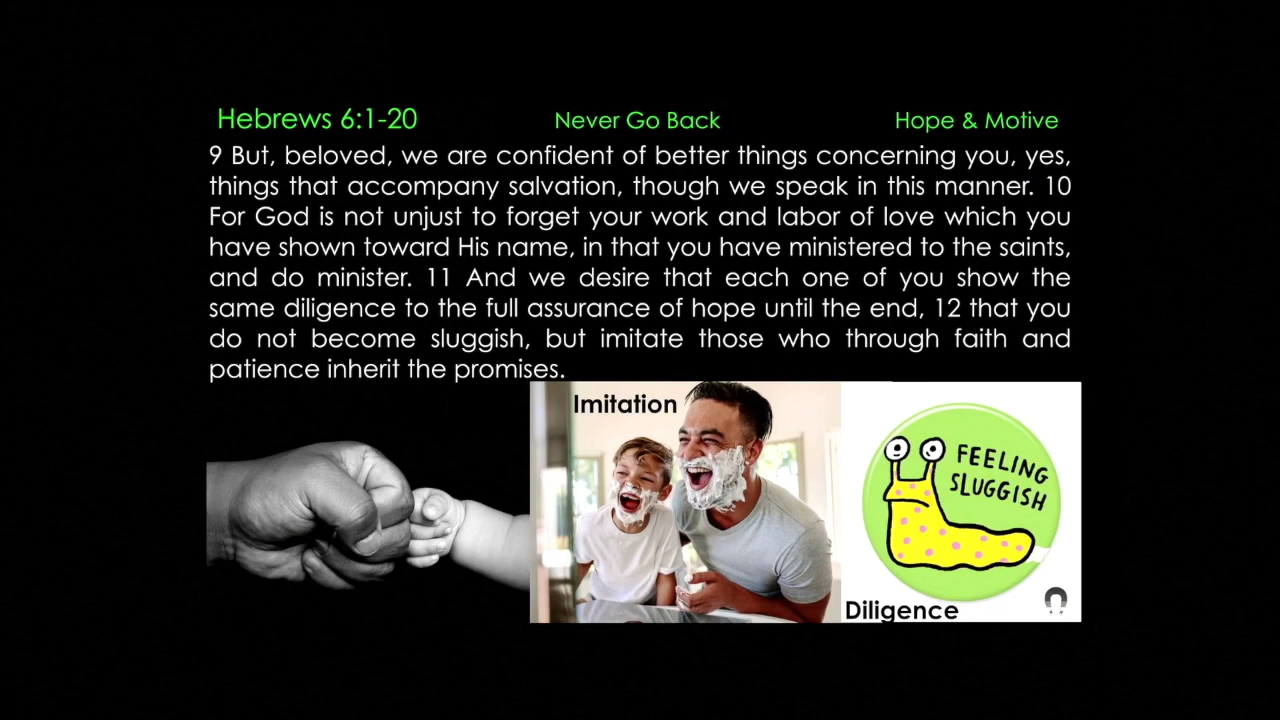 Hebrews 6:1-20 Never Go Back Hope & Motive
9 But, beloved, we are confident of better things concerning you, yes,
things that accompany salvation, though we speak in this manner. 10
For God is not unjust to forget your work and labor of love which you
have shown toward His name, in that you have ministered to the saints,
and do minister. 11 And we desire that each one of you show the
same diligence to the full assurance of hope until the end, 12 that you
do not become sluggish, but imitate those who through faith and
patience inherit the promises.
Imitation
FEELING
SLUGGISH
Diligence